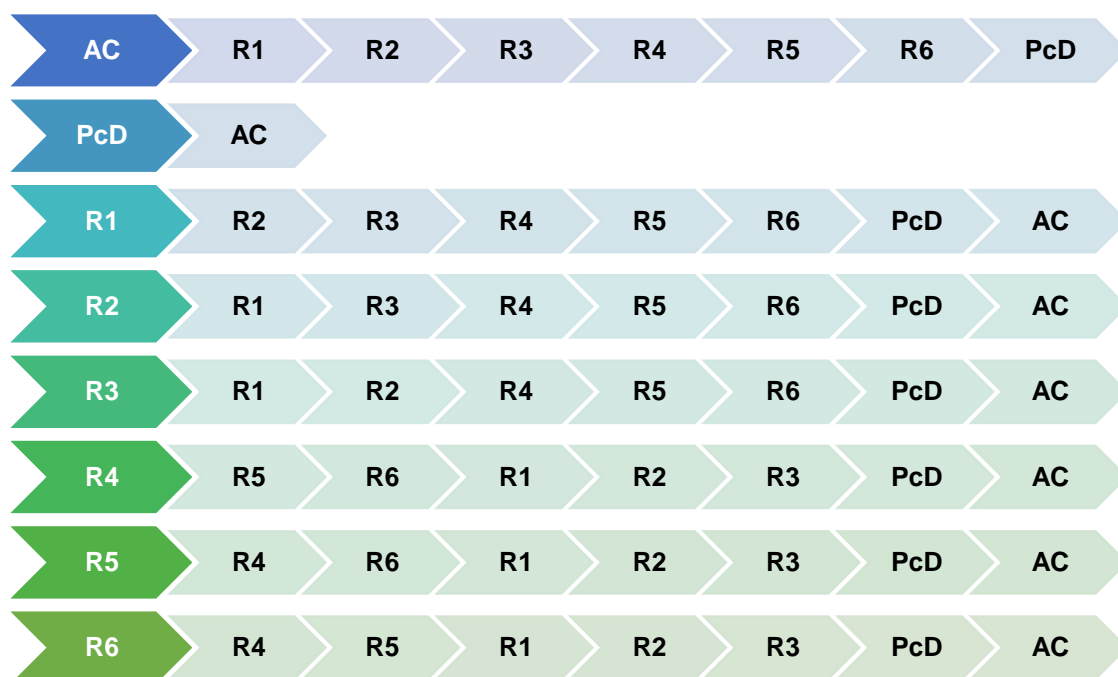 AC R1 R2 R3 R4 R5 R6 PcD
PcD AC
R1 R2 R3 R4 R5 R6 PcD AC
R2 R1 R3 R4 R5 R6 PcD AC
R3 R1 R2 R4 R5 R6 PcD AC
R4 R5 R6 R1 R2 R3 PcD AC
R5 R4 R6 R1 R2 R3 PcD AC
R6 R4 R5 R1 R2 R3 PcD AC